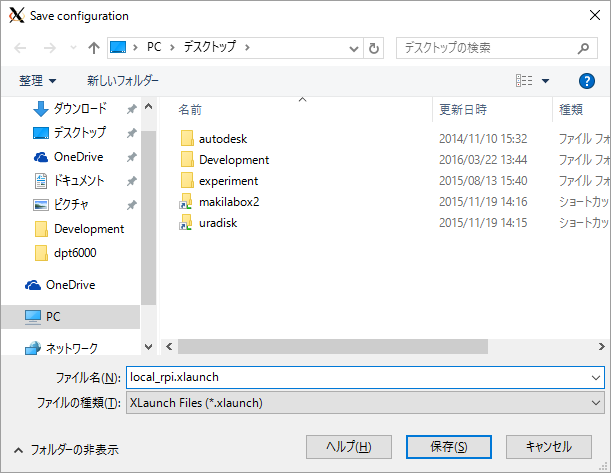 Save configuration
PC デスクトップ デスクトップの検索
整理 新しいフォルダー
ダウンロード
デスクトップ
OneDrive
ドキュメント
ピクチャ
Development
dpt6000
OneDrive
PC
ネットワーク
名前 更新日時 種類
autodesk 2014/11/10 15:32 ファイル フォ
Development 2016/03/22 13:44 ファイル フォ
experiment 2015/08/13 15:40 ファイル フォ
makilabox2 2015/11/19 14:16 ショートカッ
uradisk 2015/11/19 14:15 ショートカッ
ファイル名(N): local_rpi.xlaunch
ファイルの種類(T): XLaunch Files (*.xlaunch)
フォルダーの非表示 ヘルプ(H) 保存(S) キャンセル